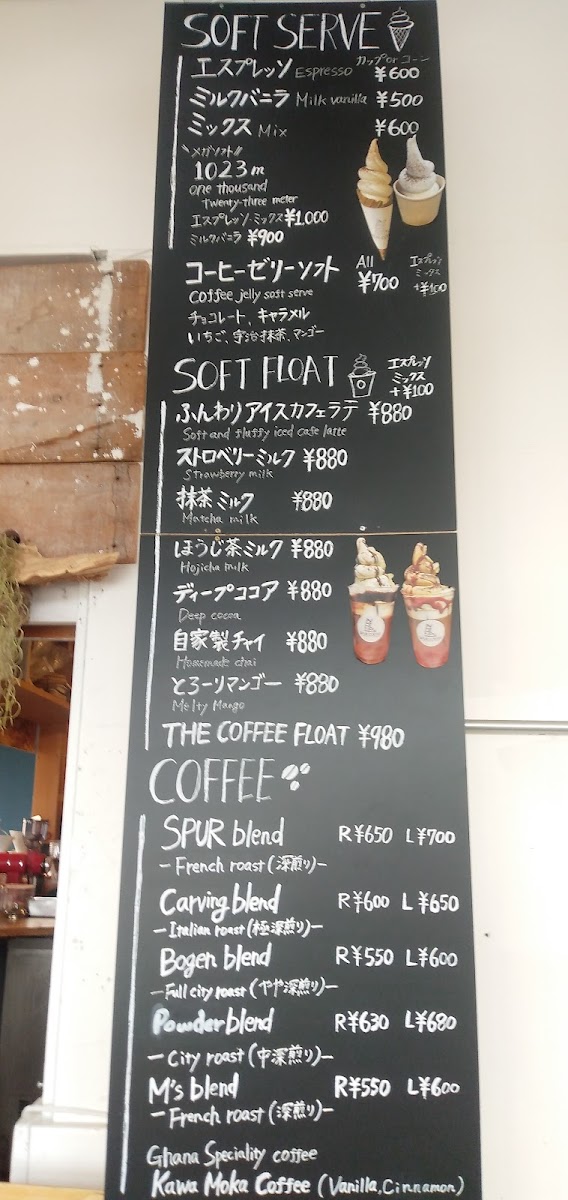 SOFT SERVE
カップ or コーン
エスプレッソ Espresso ¥600
ミルクバニラ Milk vanilla ¥500
ミックス Mix ¥600
メガソフト
1023m
one thousand
twenty-three meter
エスプレッソ・ミックス ¥1,000
ミルクバニラ ¥900
コーヒーゼリーソフト All ¥700 エスプレッソ ミックス +¥100
Coffee jelly soft serve
チョコレート、キャラメル
いちご、宇治抹茶、マンゴー
SOFT FLOAT エスプレッソ ミックス +¥100
ふんわりアイスカフェラテ ¥880
Soft and fluffy iced cafe latte
ストロベリーミルク ¥880
Strawberry milk
抹茶ミルク ¥880
Matcha milk
ほうじ茶ミルク ¥880
Hojicha milk
ディープココア ¥880
Deep cocoa
自家製チャイ ¥880
Homemade chai
とろーりマンゴー ¥880
Melty Mango
THE COFFEE FLOAT ¥980
COFFEE
SPUR blend R¥650 L¥700
－French roast (深煎り)－
Carving blend R¥600 L¥650
－Italian roast (極深煎り)－
Bogen blend R¥550 L¥600
－Full city roast (やや深煎り)－
Powder blend R¥630 L¥680
－City roast (中深煎り)－
M's blend R¥550 L¥600
－French roast (深煎り)－
Ghana Speciality coffee
Kawa Moka Coffee (Vanilla, Cinnamon)